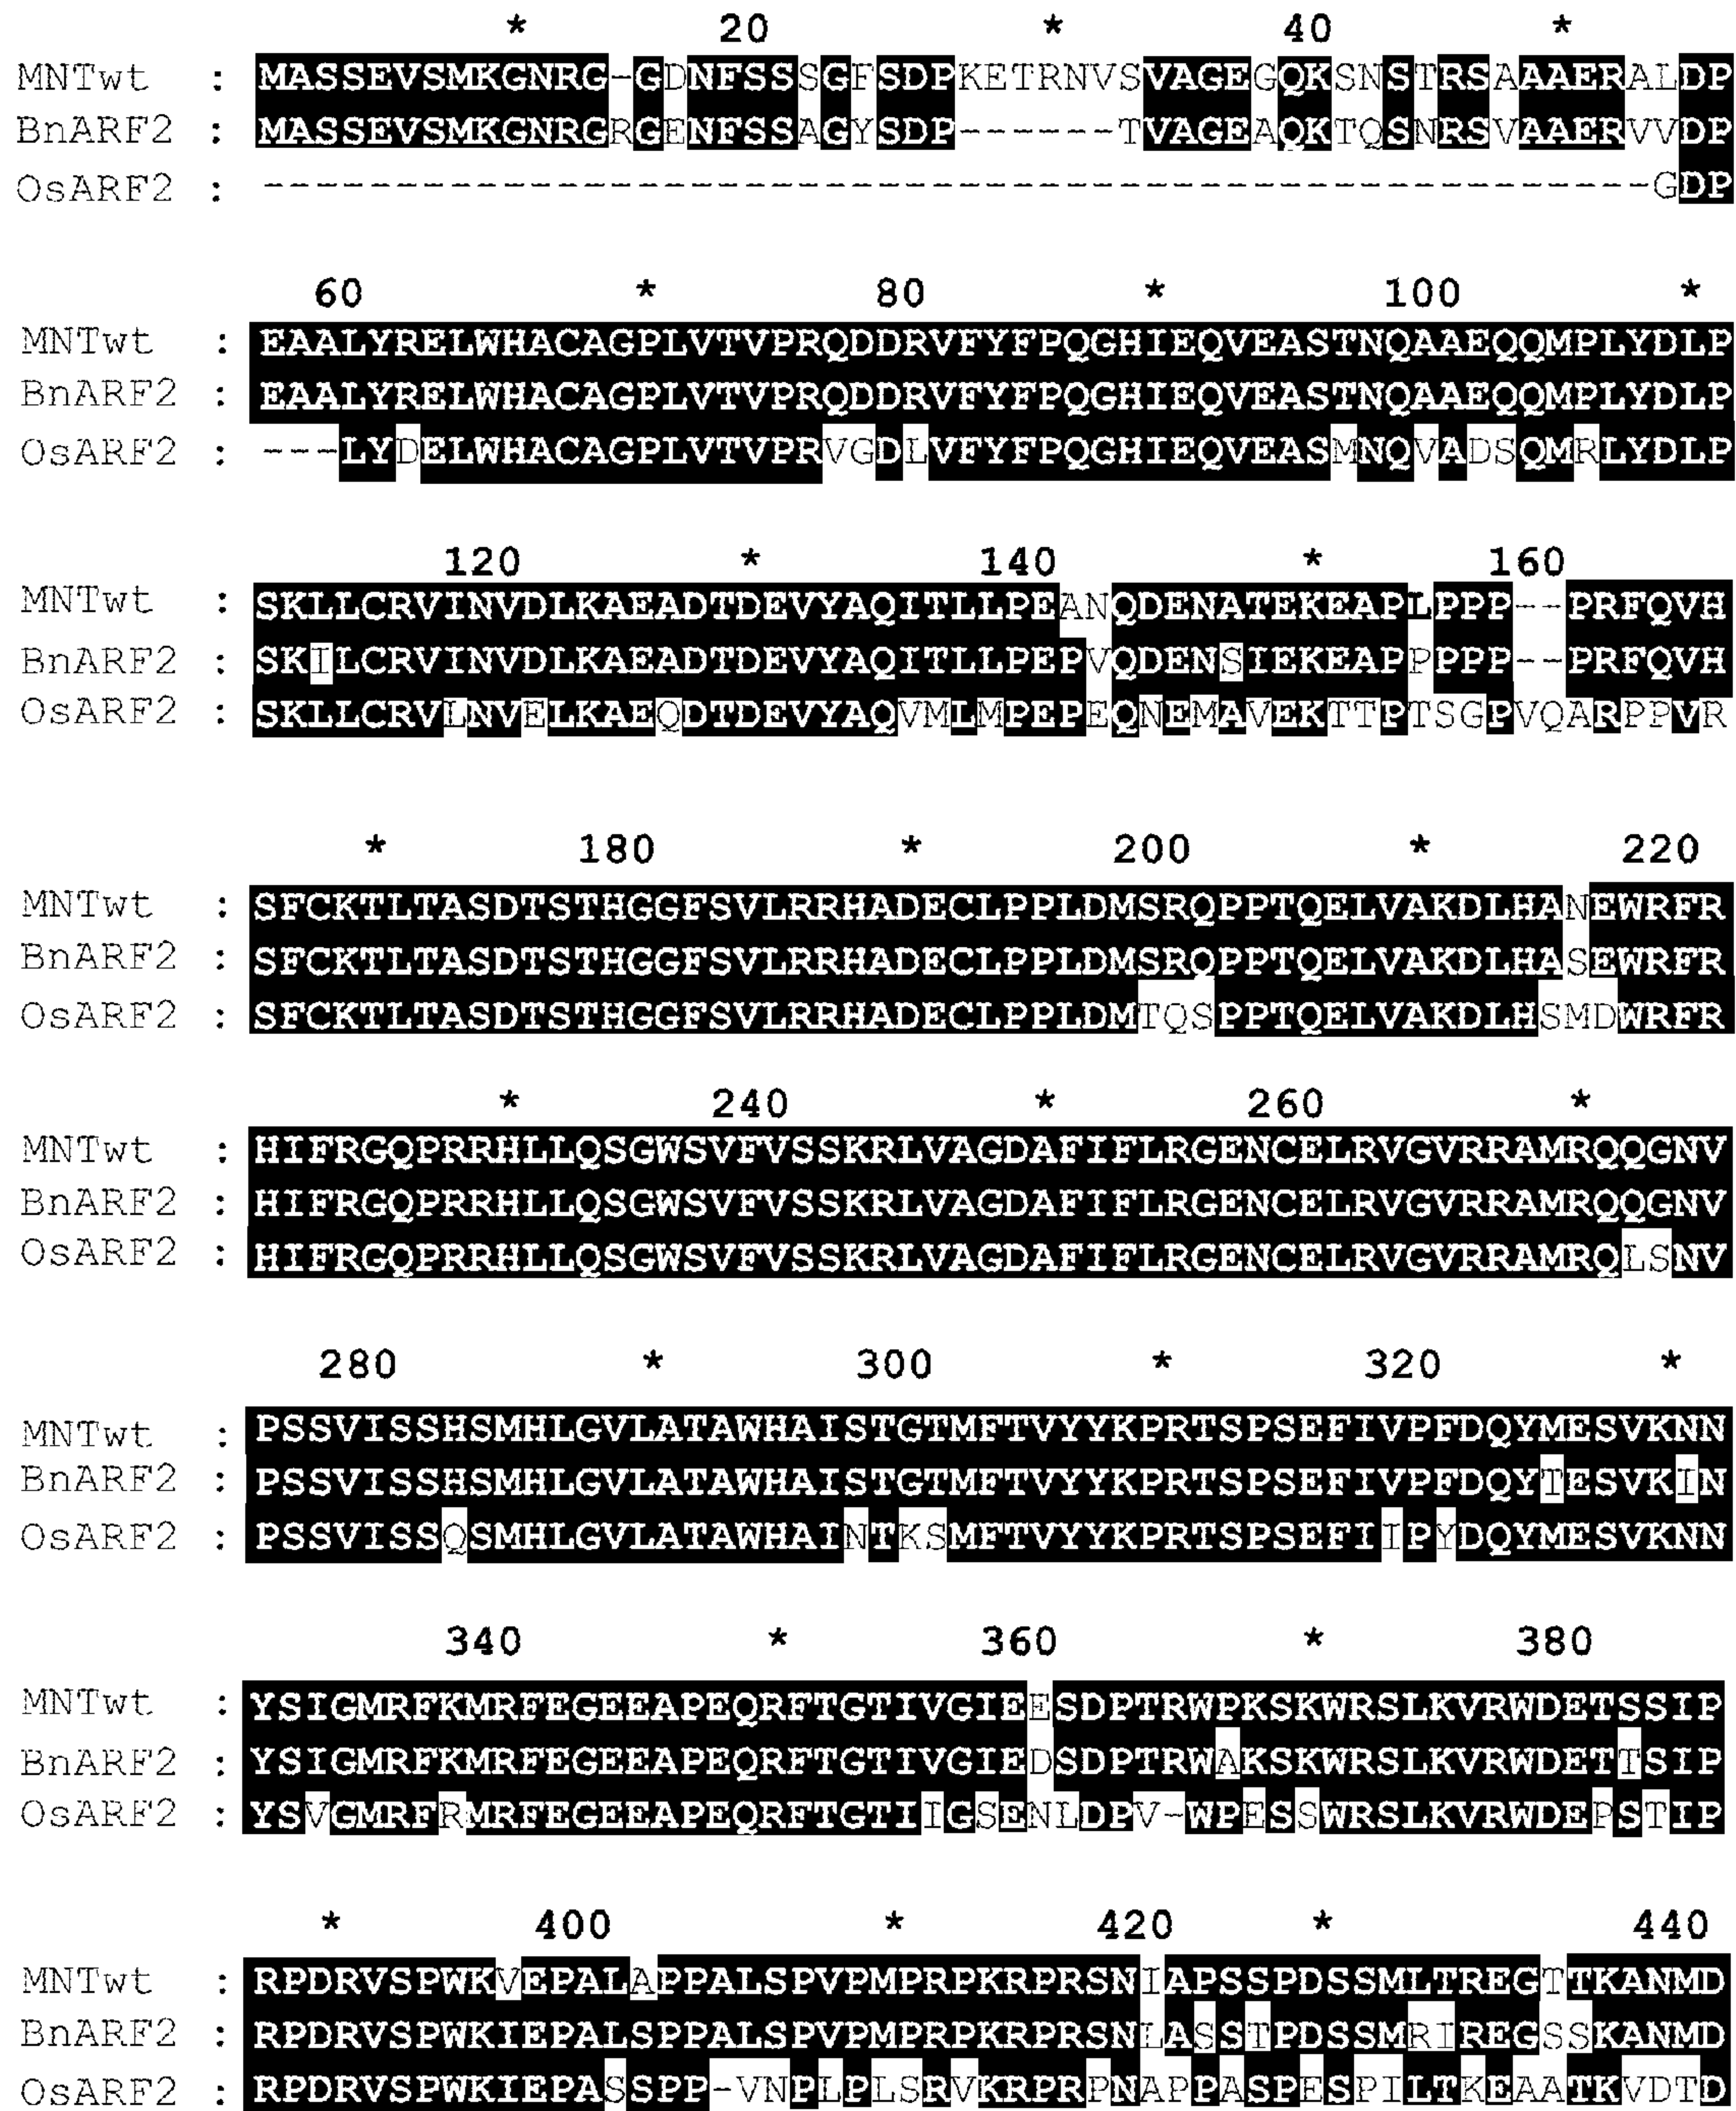 * 20 * 40 *
MNTwt : MASSEVSMKGNRG-GDNFSSSGFSDPKETRNVSVAGEGQKSNSTRSAAAERALDP
BnARF2 : MASSEVSMKGNRGRGENFSSAGYSDP------TVAGEAQKTQSNRSVAAERVVDP
OsARF2 : ----------------------------------------------------GDP
60 * 80 * 100 *
MNTwt : EAALYRELWHACAGPLVTVPRQDDRVFYFPQGHIEQVEASTNQAAEQQMPLYDLP
BnARF2 : EAALYRELWHACAGPLVTVPRQDDRVFYFPQGHIEQVEASTNQAAEQQMPLYDLP
OsARF2 : ---LYDELWHACAGPLVTVPRVGDLVFYFPQGHIEQVEASMNQVADSQMRLYDLP
120 * 140 * 160
MNTwt : SKLLCRVINVDLKAEADTDEVYAQITLLPEANQDENATEKEAPLPPP--PRFQVH
BnARF2 : SKILCRVINVDLKAEADTDEVYAQITLLPEPVQDENSIEKEAPPPPP--PRFQVH
OsARF2 : SKLLCRVLNVELKAEQDTDEVYAQVMLMPEPEQNEMAVEKTTPTSGPVQARPPVR
* 180 * 200 * 220
MNTwt : SFCKTLTASDTSTHGGFSVLRRHADECLPPLDMSRQPPTQELVAKDLHANEWRFR
BnARF2 : SFCKTLTASDTSTHGGFSVLRRHADECLPPLDMSRQPPTQELVAKDLHASEWRFR
OsARF2 : SFCKTLTASDTSTHGGFSVLRRHADECLPPLDMTQSPPTQELVAKDLHSMDWRFR
* 240 * 260 *
MNTwt : HIFRGQPRRHLLQSGWSVFVSSKRLVAGDAFIFLRGENCELRVGVRRAMRQQGNV
BnARF2 : HIFRGQPRRHLLQSGWSVFVSSKRLVAGDAFIFLRGENCELRVGVRRAMRQQGNV
OsARF2 : HIFRGQPRRHLLQSGWSVFVSSKRLVAGDAFIFLRGENCELRVGVRRAMRQLSNV
280 * 300 * 320 *
MNTwt : PSSVISSHSMHLGVLATAWHAISTGTMFTVYYKPRTSPSEFIVPFDQYMESVKNN
BnARF2 : PSSVISSHSMHLGVLATAWHAISTGTMFTVYYKPRTSPSEFIVPFDQYTESVKIN
OsARF2 : PSSVISSQSMHLGVLATAWHAINTKSMFTVYYKPRTSPSEFIIPYDQYMESVKNN
340 * 360 * 380
MNTwt : YSIGMRFKMRFEGEEAPEQRFTGTIVGIEESDPTRWPKSKWRSLKVRWDETSSIP
BnARF2 : YSIGMRFKMRFEGEEAPEQRFTGTIVGIEDSDPTRWAKSKWRSLKVRWDETTSIP
OsARF2 : YSVGMRFRMRFEGEEAPEQRFTGTIIGSENLDPV-WPESSWRSLKVRWDEPSTIP
* 400 * 420 * 440
MNTwt : RPDRVSPWKVEPALAPPALSPVPMPRPKRPRSNIAPSSPDSSMLTREGTTKANMD
BnARF2 : RPDRVSPWKIEPALSPPALSPVPMPRPKRPRSNLASSTPDSSMRIREGSSKANMD
OsARF2 : RPDRVSPWKIEPASSPP-VNPLPLSRVKRPRPNAPPASPESPILTKEAATKVDTD